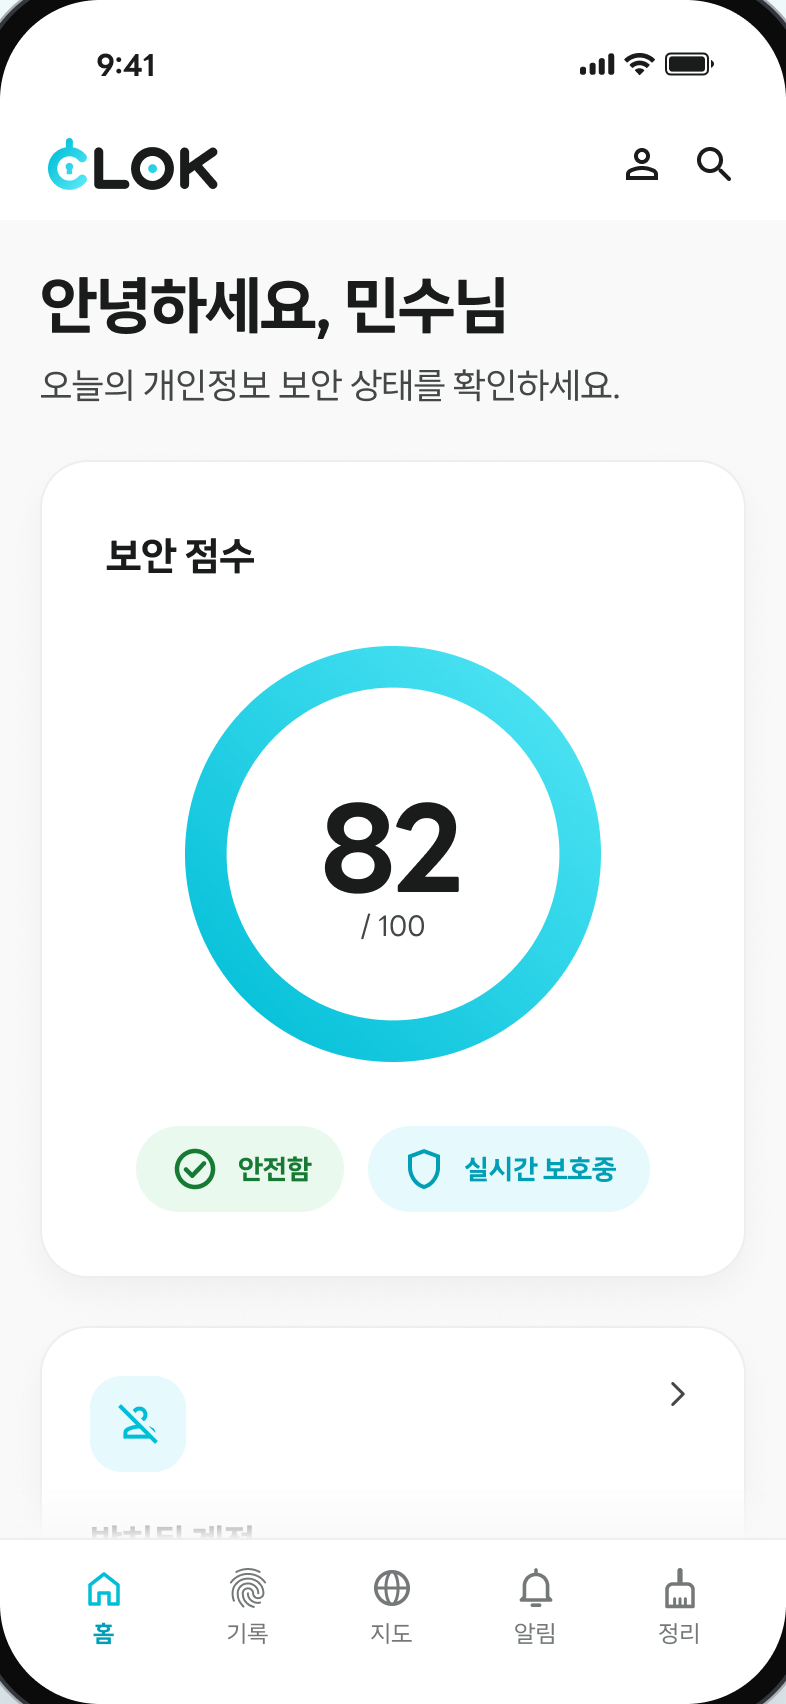 9:41
CLOK
안녕하세요, 민수님
오늘의 개인정보 보안 상태를 확인하세요.
보안 점수
82
/ 100
안전함
실시간 보호중
홈
기록
지도
알림
정리